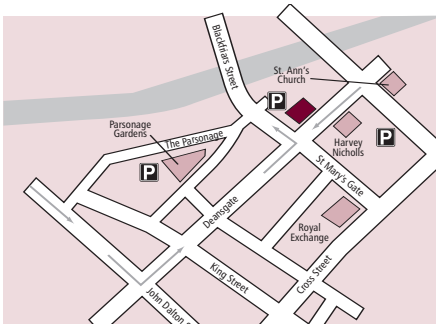 Blackfriars Street
St. Ann's
Church
P
Parsonage
Gardens
The Parsonage
Harvey
Nicholls
P
P
St Mary's Gate
Deansgate
Royal
Exchange
King Street
Cross Street
John Dalton S